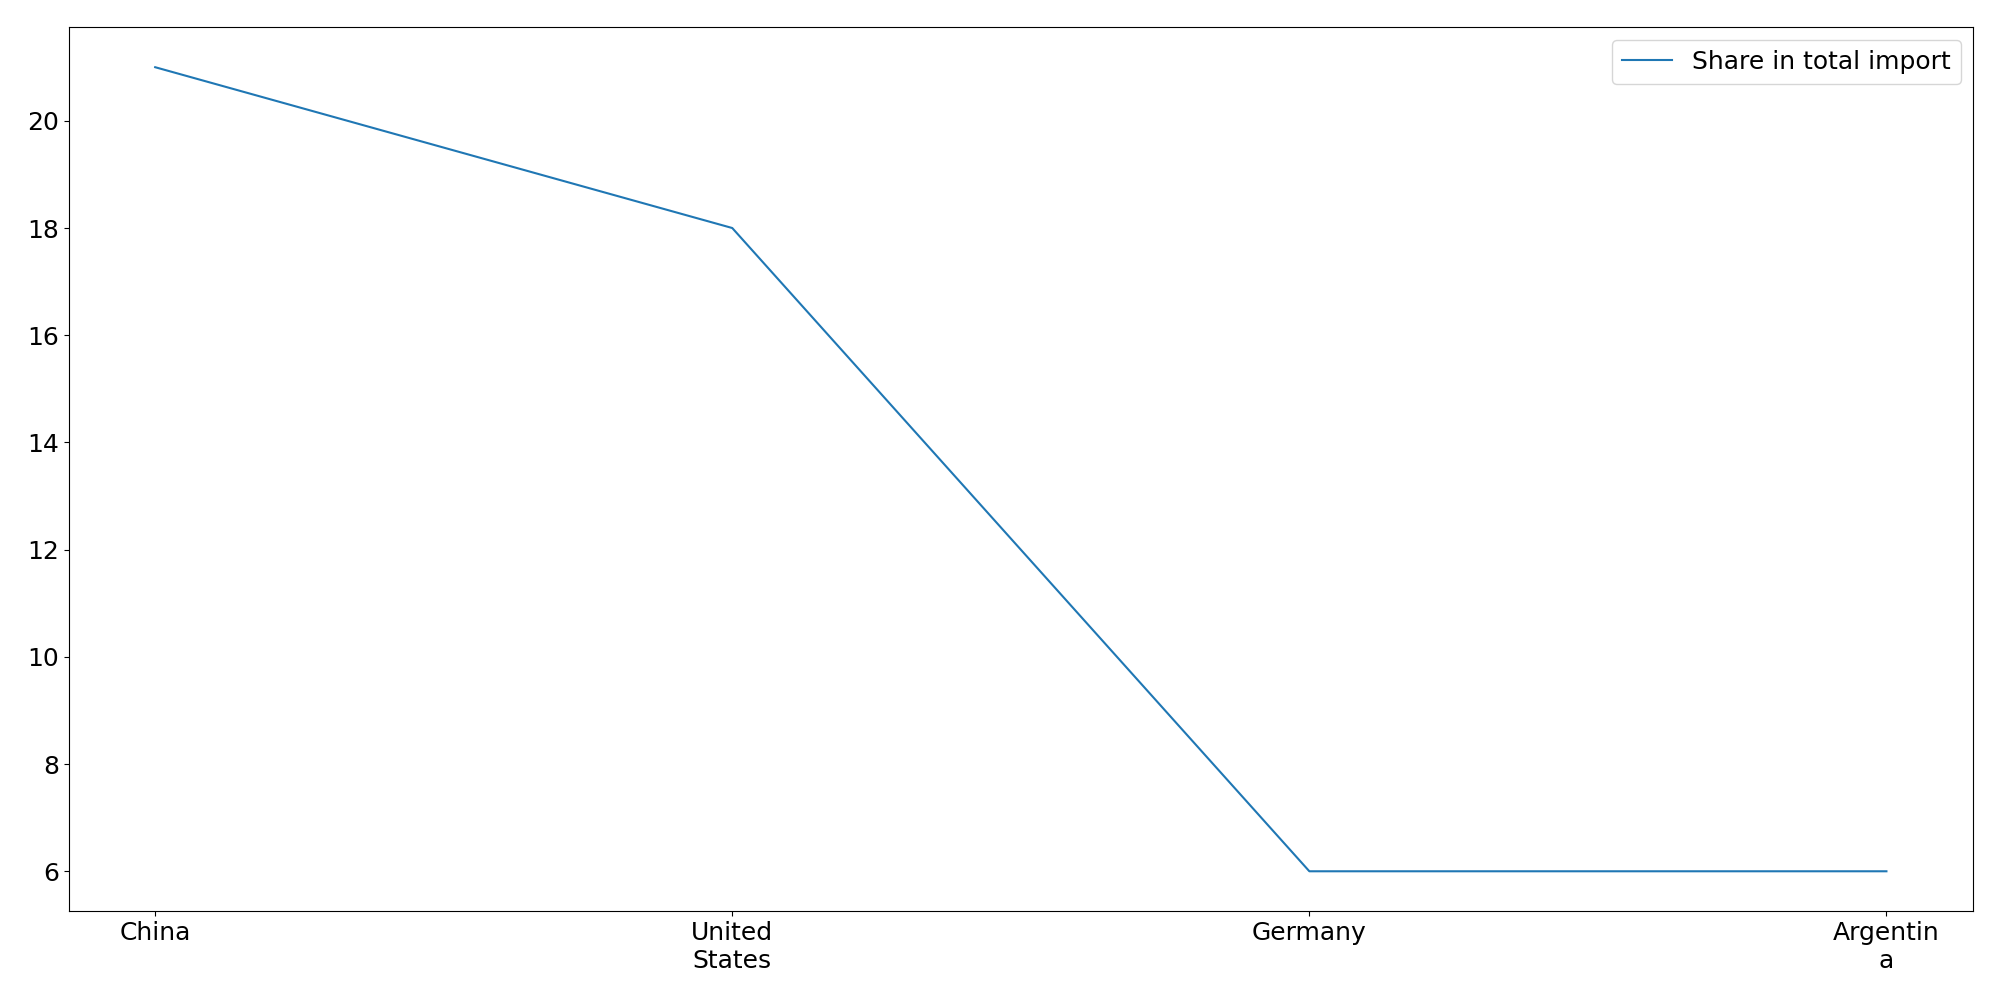 Share in total import
20
18
16
14
12
10
8
6
China
United
States
Germany
Argentin
a